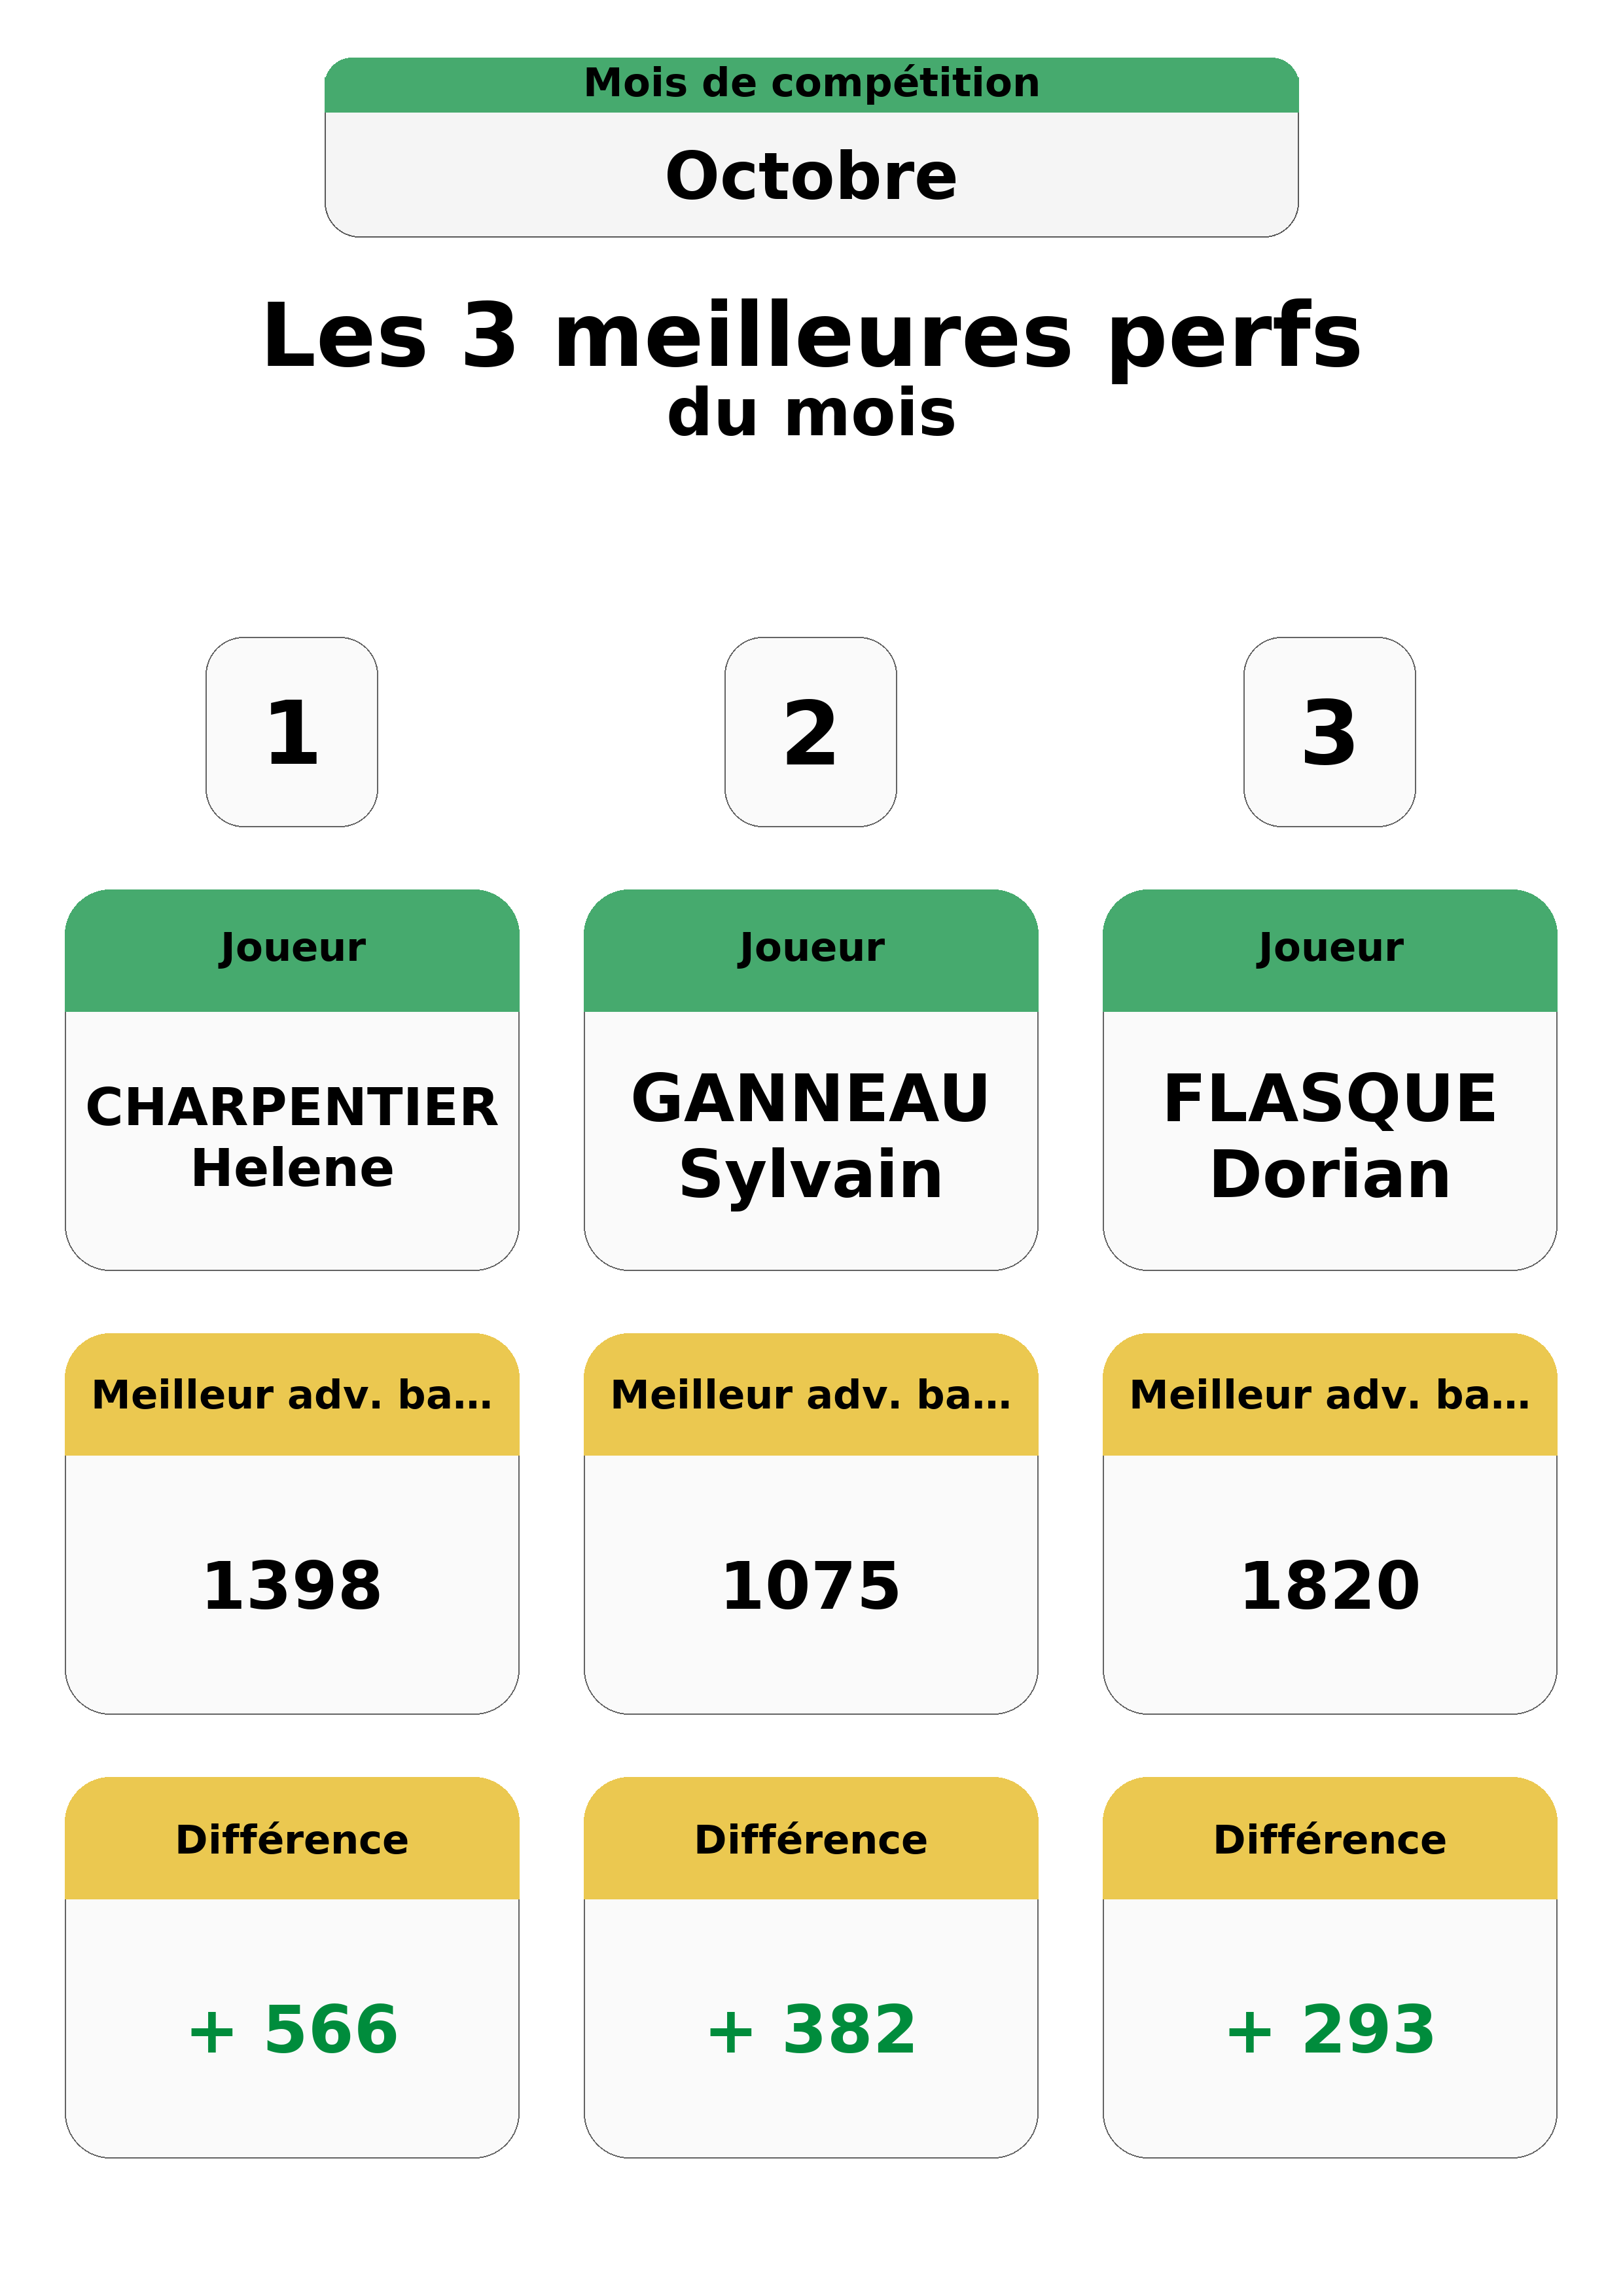 Mois de compétition
Octobre
Les 3 meilleures perfs
du mois
1
2
3
Joueur
Joueur
Joueur
CHARPENTIER
Helene
GANNEAU
Sylvain
FLASQUE
Dorian
Meilleur adv. ba...
Meilleur adv. ba...
Meilleur adv. ba...
1398
1075
1820
Différence
Différence
Différence
+ 566
+ 382
+ 293